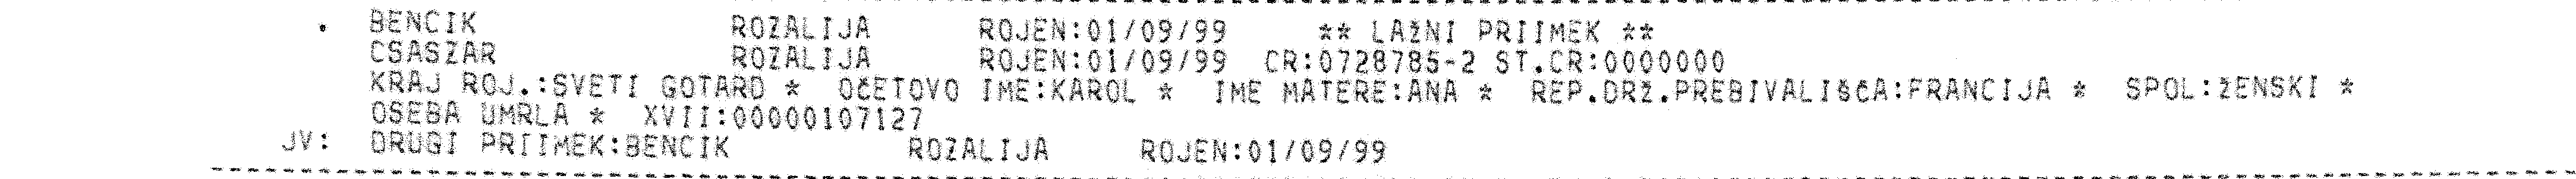 . BENCIK ROZALIJA ROJEN:01/09/99 ** LAŽNI PRIIMEK **
CSASZAR ROZALIJA ROJEN:01/09/99 CR:0728785-2 ST.CR:0000000
KRAJ ROJ.:SVETI GOTARD * OČETOVO IME:KAROL * IME MATERE:ANA * REP.DRŽ.PREBIVALIŠČA:FRANCIJA * SPOL:ŽENSKI *
OSEBA UMRLA * XVII:00000107127
JV: DRUGI PRIIMEK:BENCIK ROZALIJA ROJEN:01/09/99